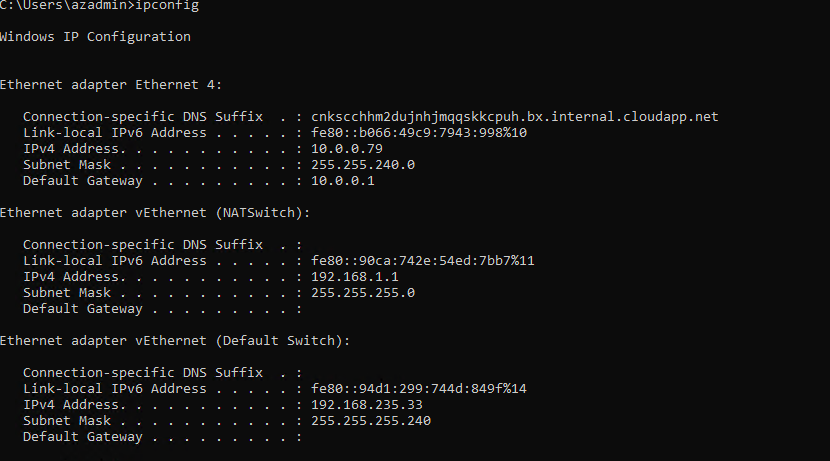 C:\Users\azadmin>ipconfig
Windows IP Configuration
Ethernet adapter Ethernet 4:
Connection-specific DNS Suffix  . : cnkscchhm2dujnhjmqqskkcpuh.bx.internal.cloudapp.net
Link-local IPv6 Address . . . . . : fe80::b066:49c9:7943:998%10
IPv4 Address. . . . . . . . . . . : 10.0.0.79
Subnet Mask . . . . . . . . . . . : 255.255.240.0
Default Gateway . . . . . . . . . : 10.0.0.1
Ethernet adapter vEthernet (NATSwitch):
Connection-specific DNS Suffix  . :
Link-local IPv6 Address . . . . . : fe80::90ca:742e:54ed:7bb7%11
IPv4 Address. . . . . . . . . . . : 192.168.1.1
Subnet Mask . . . . . . . . . . . : 255.255.255.0
Default Gateway . . . . . . . . . :
Ethernet adapter vEthernet (Default Switch):
Connection-specific DNS Suffix  . :
Link-local IPv6 Address . . . . . : fe80::94d1:299:744d:849f%14
IPv4 Address. . . . . . . . . . . : 192.168.235.33
Subnet Mask . . . . . . . . . . . : 255.255.255.240
Default Gateway . . . . . . . . . :